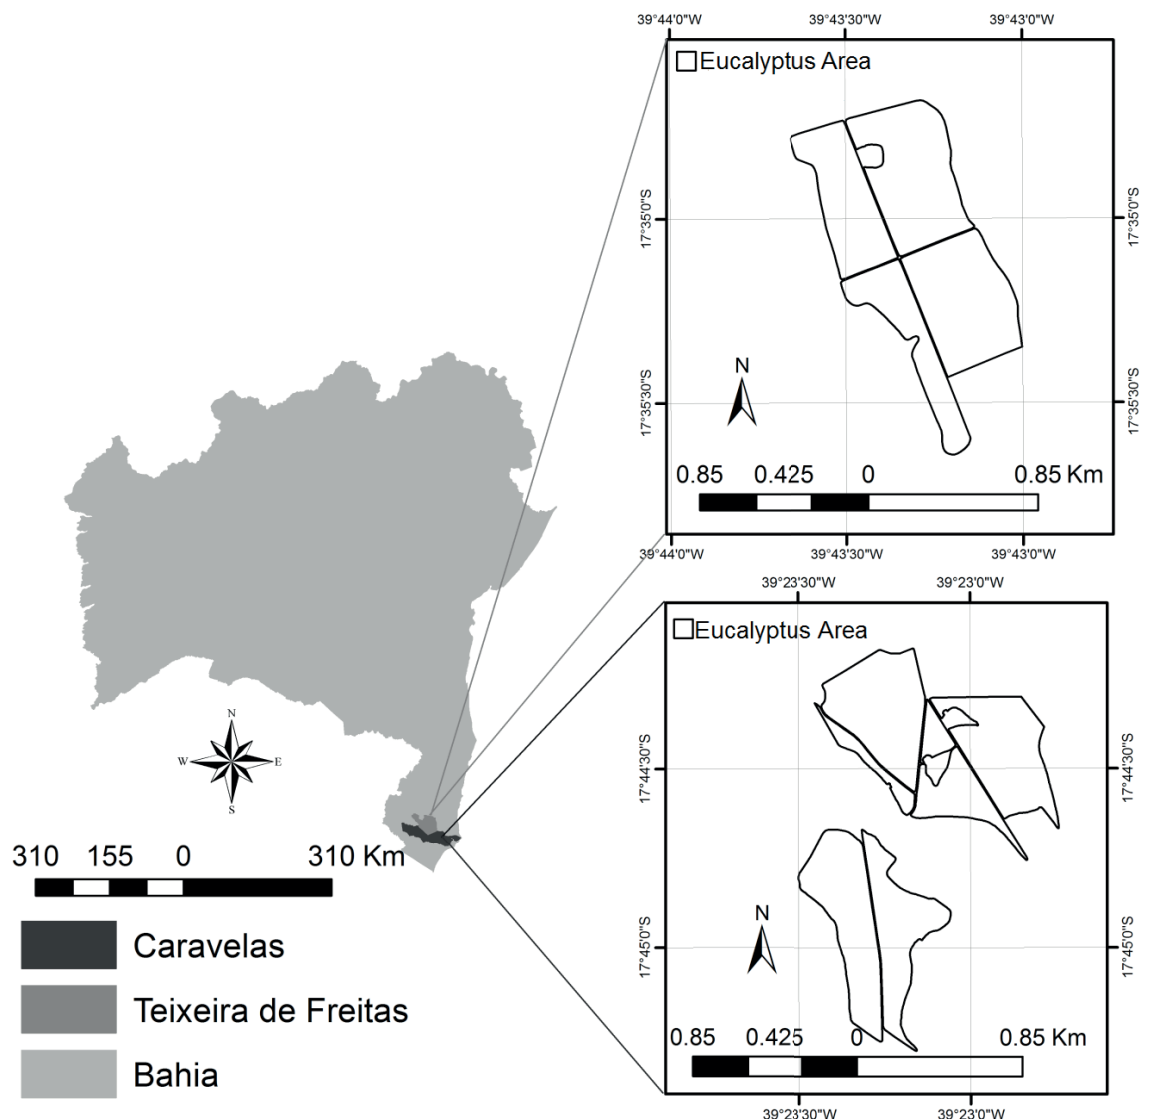 39°44'0"W 39°43'30"W 39°43'0"W
Eucalyptus Area
17°35'0"S 17°35'0"S
N
17°35'30"S 17°35'30"S
0.85 0.425 0 0.85 Km
39°44'0"W 39°43'30"W 39°43'0"W
39°23'30"W 39°23'0"W
Eucalyptus Area
17°44'30"S 17°44'30"S
N
17°45'0"S 17°45'0"S
0.85 0.425 0 0.85 Km
39°23'30"W 39°23'0"W
N
W E
S
310 155 0 310 Km
Caravelas
Teixeira de Freitas
Bahia